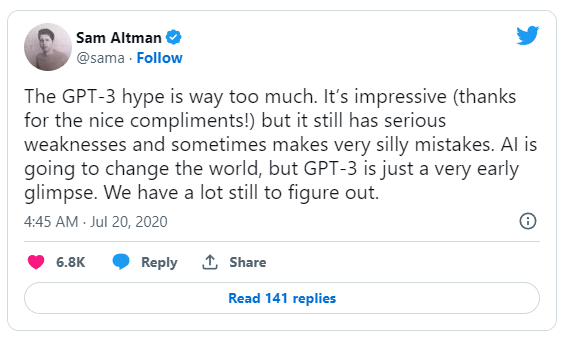 Sam Altman
@sama · Follow
The GPT-3 hype is way too much. It’s impressive (thanks
for the nice compliments!) but it still has serious
weaknesses and sometimes makes very silly mistakes. AI is
going to change the world, but GPT-3 is just a very early
glimpse. We have a lot still to figure out.
4:45 AM · Jul 20, 2020
6.8K Reply Share
Read 141 replies